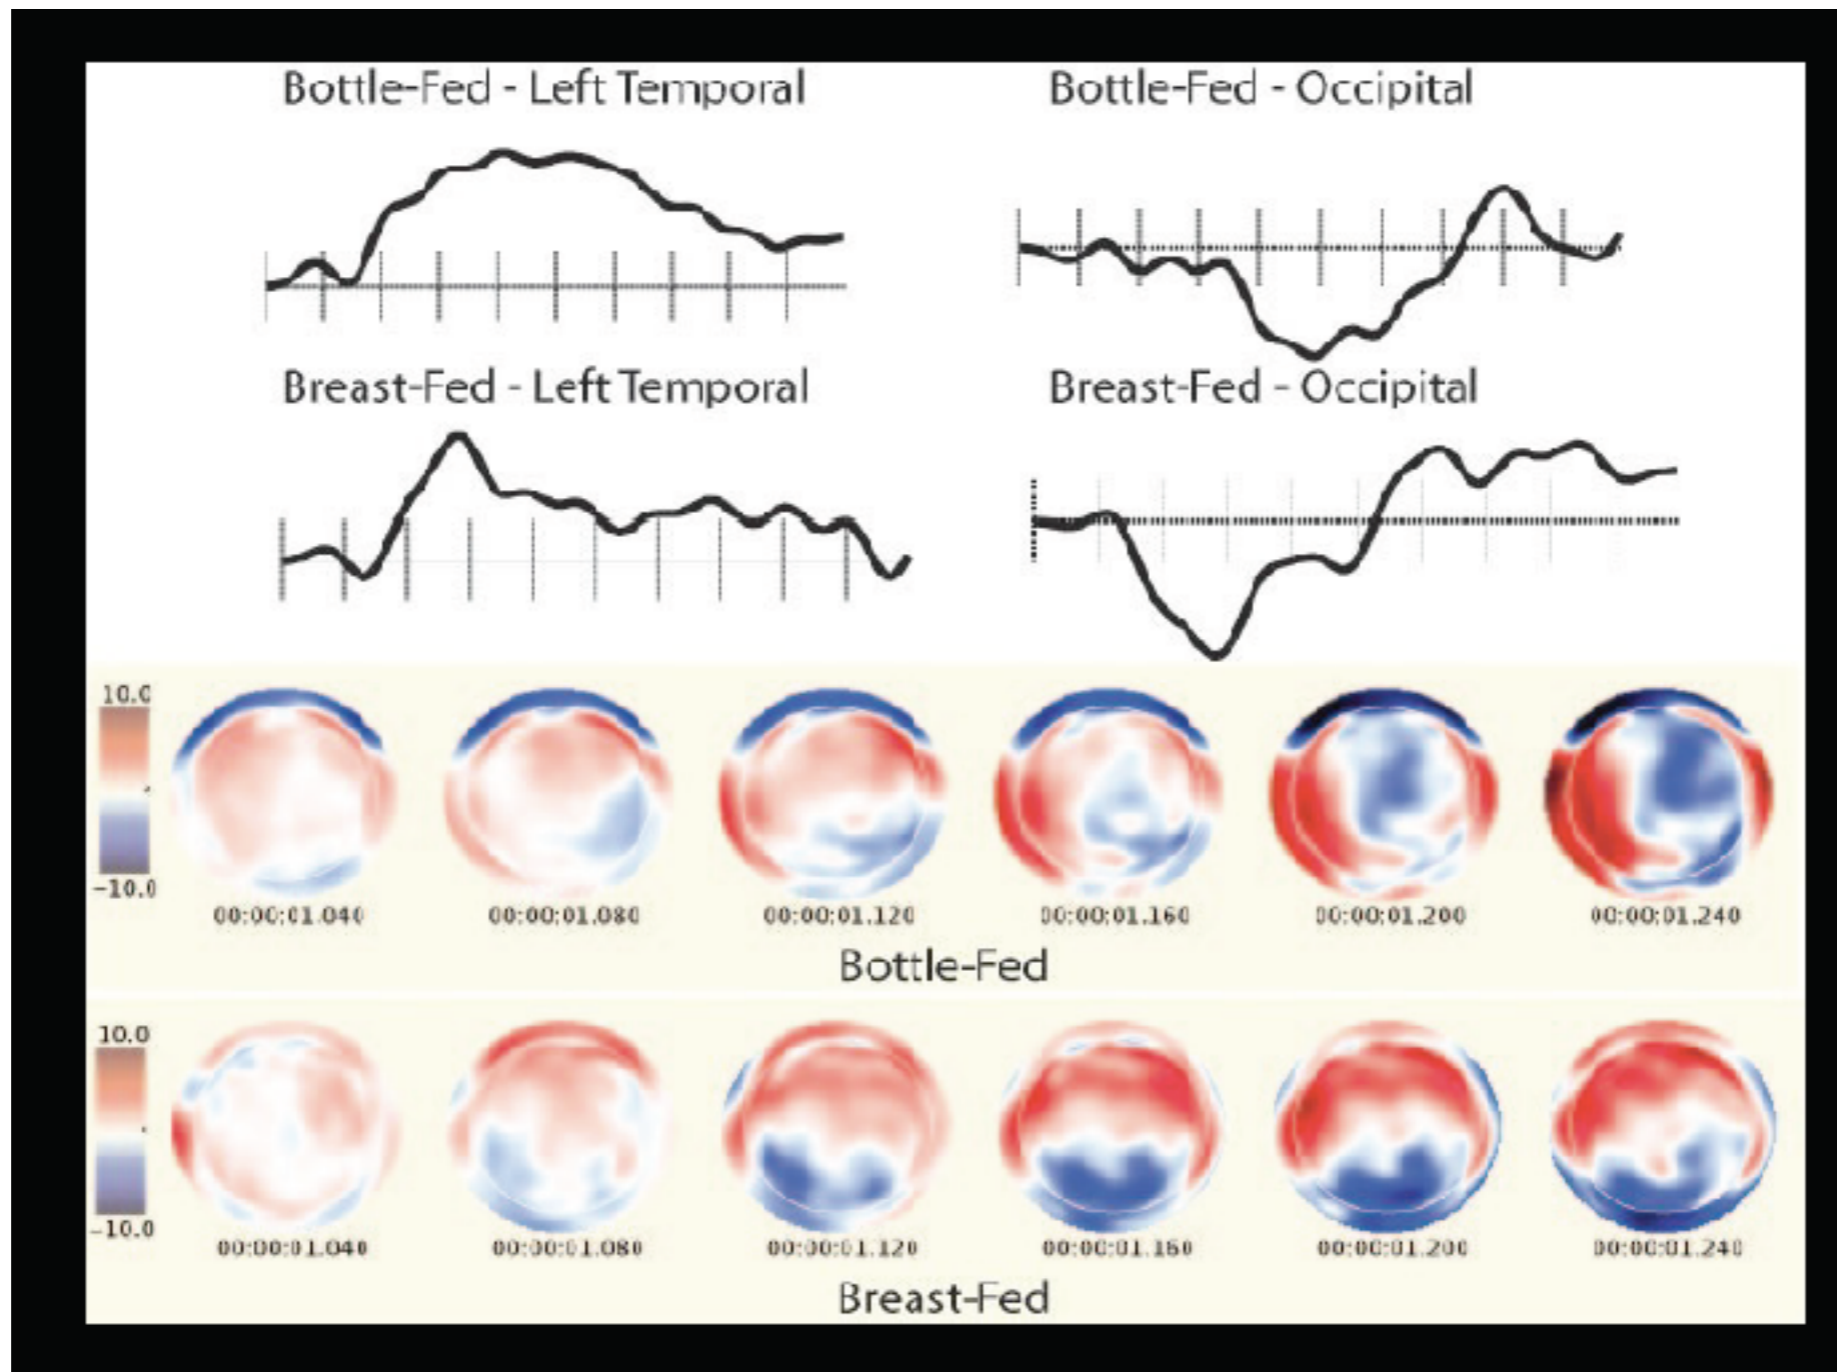 Bottle-Fed - Left Temporal
Bottle-Fed - Occipital
Breast-Fed - Left Temporal
Breast-Fed - Occipital
10.0
-10.0
00:00:01.040
00:00:01.080
00:00:01.120
00:00:01.160
00:00:01.200
00:00:01.240
Bottle-Fed
10.0
-10.0
00:00:01.040
00:00:01.080
00:00:01.120
00:00:01.160
00:00:01.200
00:00:01.240
Breast-Fed